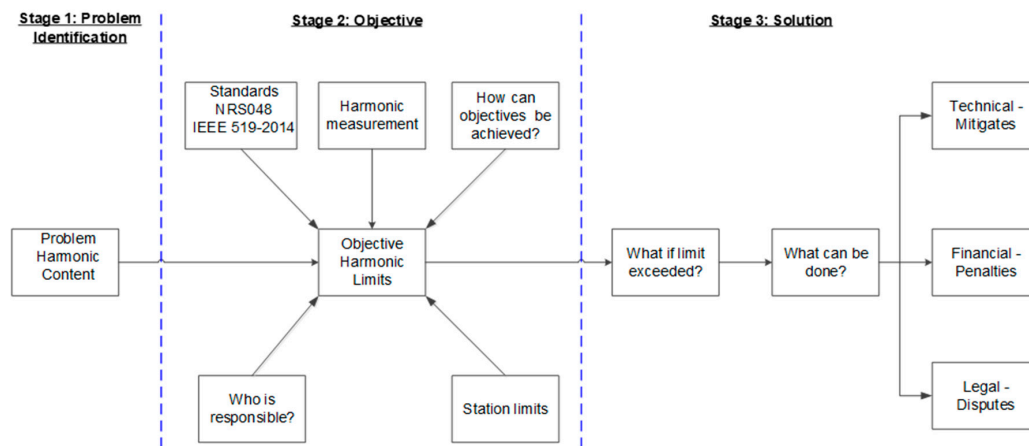 Stage 1: Problem
Identification
Stage 2: Objective
Stage 3: Solution
Standards
NRS048
IEEE 519-2014
Harmonic
measurement
How can
objectives be
achieved?
Technical -
Mitigates
Problem
Harmonic
Content
Objective
Harmonic
Limits
What if limit
exceeded?
What can be
done?
Financial -
Penalties
Who is
responsible?
Station limits
Legal -
Disputes